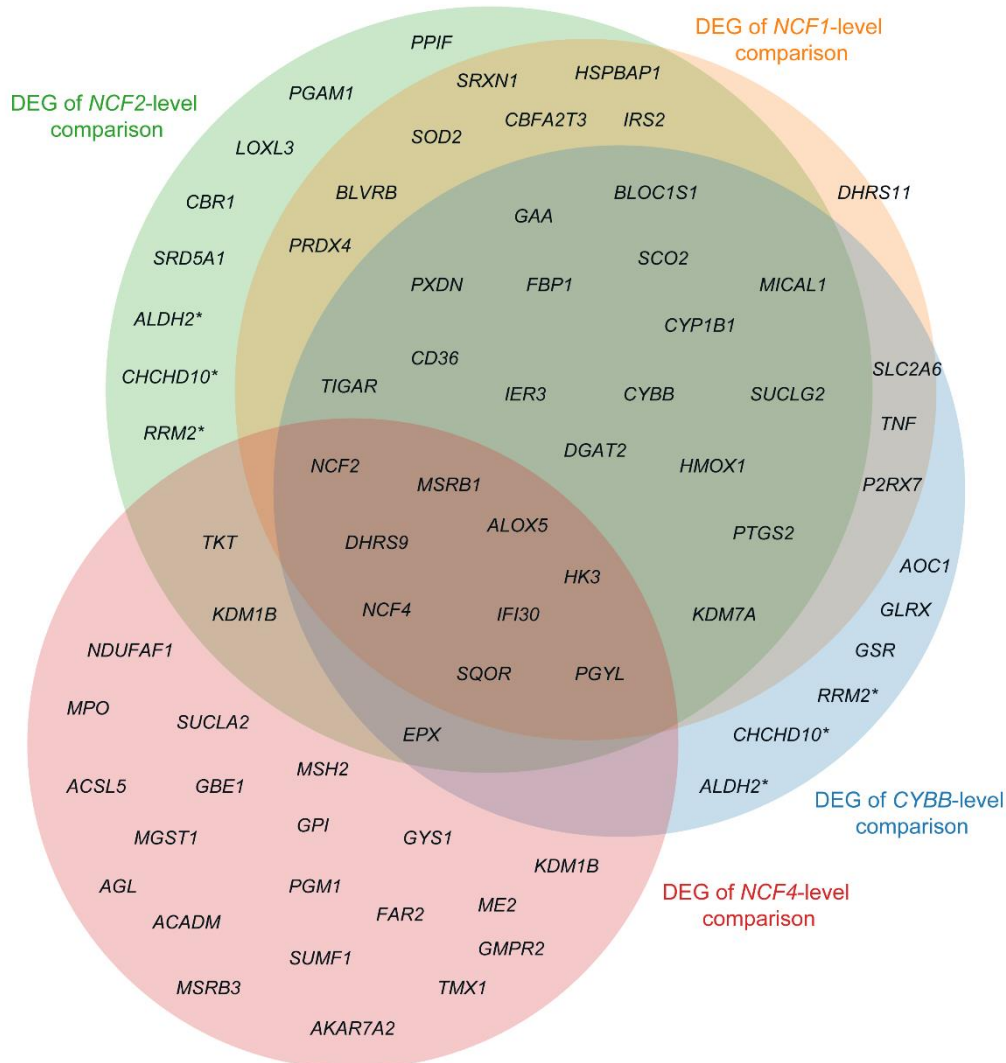 PPIF
DEG of NCF1-level
comparison
SRXN1
HSPBAP1
PGAM1
DEG of NCF2-level
comparison
CBFA2T3
IRS2
SOD2
LOXL3
BLVRB
BLOC1S1
DHRS11
CBR1
GAA
PRDX4
SRD5A1
SCO2
PXDN
FBP1
MICAL1
ALDH2*
CYP1B1
CD36
CHCHD10*
SLC2A6
TIGAR
IER3
CYBB
SUCLG2
TNF
RRM2*
DGAT2
NCF2
HMOX1
MSRB1
P2RX7
ALOX5
PTGS2
TKT
DHRS9
AOC1
HK3
GLRX
KDM1B
NCF4
IFI30
KDM7A
NDUFAF1
GSR
SQOR
PGYL
RRM2*
MPO
SUCLA2
EPX
CHCHD10*
MSH2
ACSL5
GBE1
ALDH2*
DEG of CYBB-level
comparison
GPI
MGST1
GYS1
KDM1B
AGL
PGM1
DEG of NCF4-level
comparison
FAR2
ME2
ACADM
GMPR2
SUMF1
MSRB3
TMX1
AKAR7A2